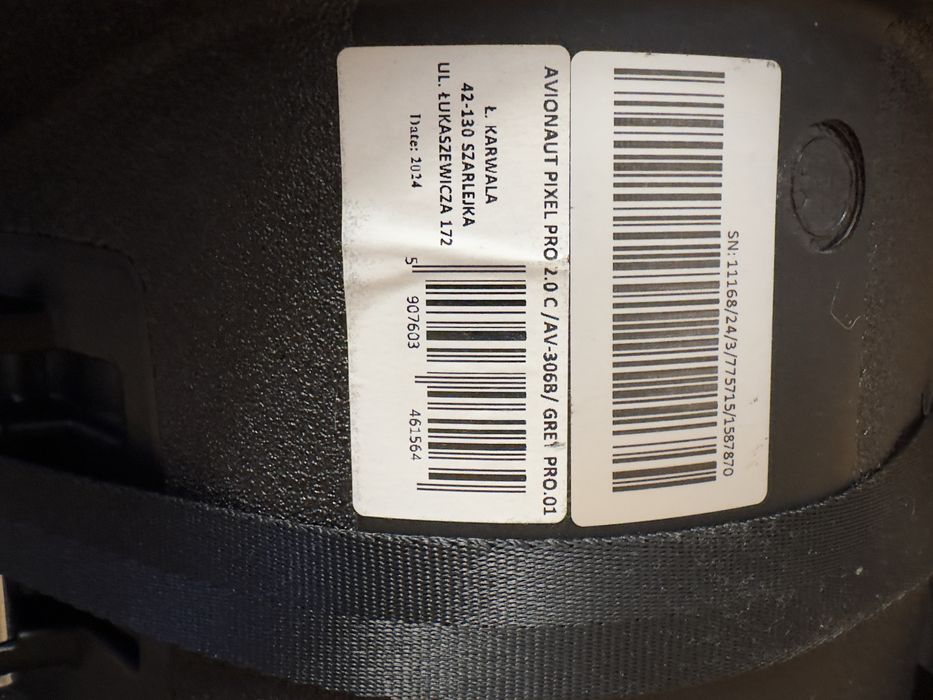 SN: 11168/24/3/775715/1587870
AVIONAUT PIXEL PRO 2.0 C /AV-306B/ GREY PRO.01
Ł. KARWALA
42-130 SZARLEJKA
UL. ŁUKASZEWICZA 172
Date: 2024
5 907603 461564